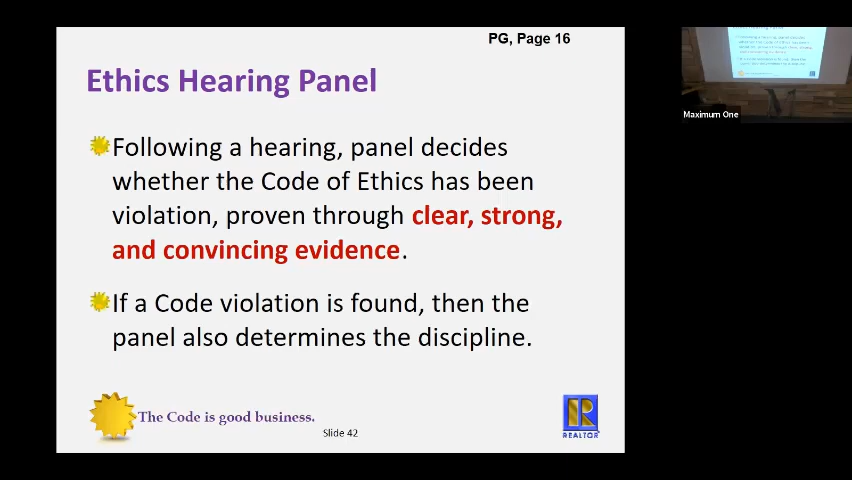 PG, Page 16
Ethics Hearing Panel
Following a hearing, panel decides
whether the Code of Ethics has been
violation, proven through clear, strong,
and convincing evidence.
If a Code violation is found, then the
panel also determines the discipline.
The Code is good business.
Slide 42
REALTOR
Maximum One